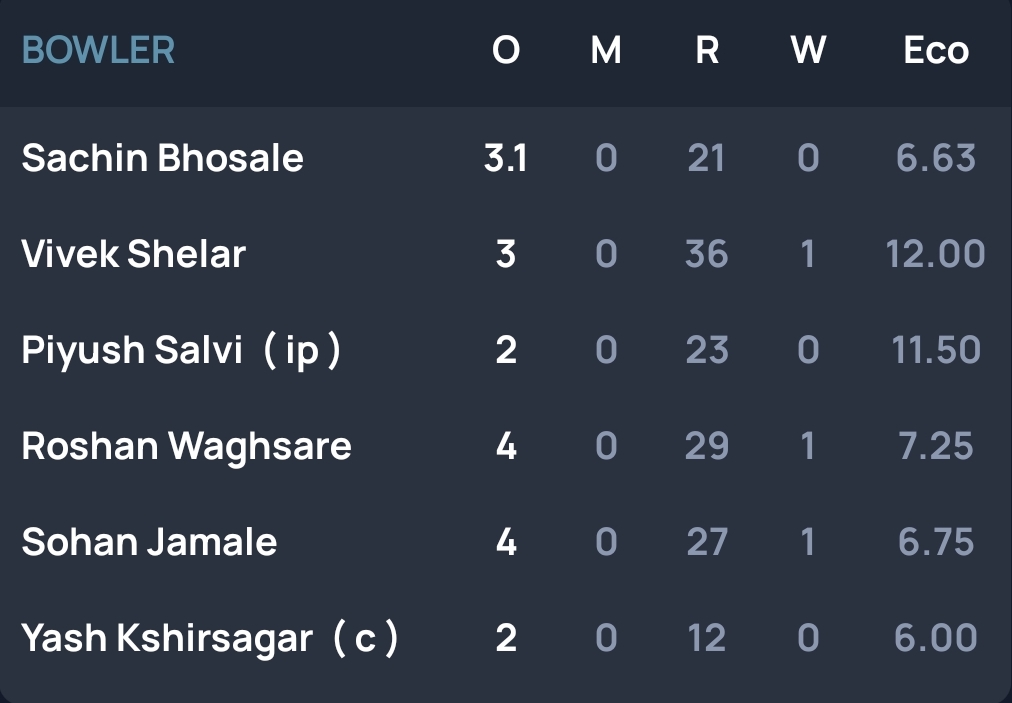 BOWLER O M R W Eco
Sachin Bhosale 3.1 0 21 0 6.63
Vivek Shelar 3 0 36 1 12.00
Piyush Salvi ( ip ) 2 0 23 0 11.50
Roshan Waghsare 4 0 29 1 7.25
Sohan Jamale 4 0 27 1 6.75
Yash Kshirsagar ( c ) 2 0 12 0 6.00